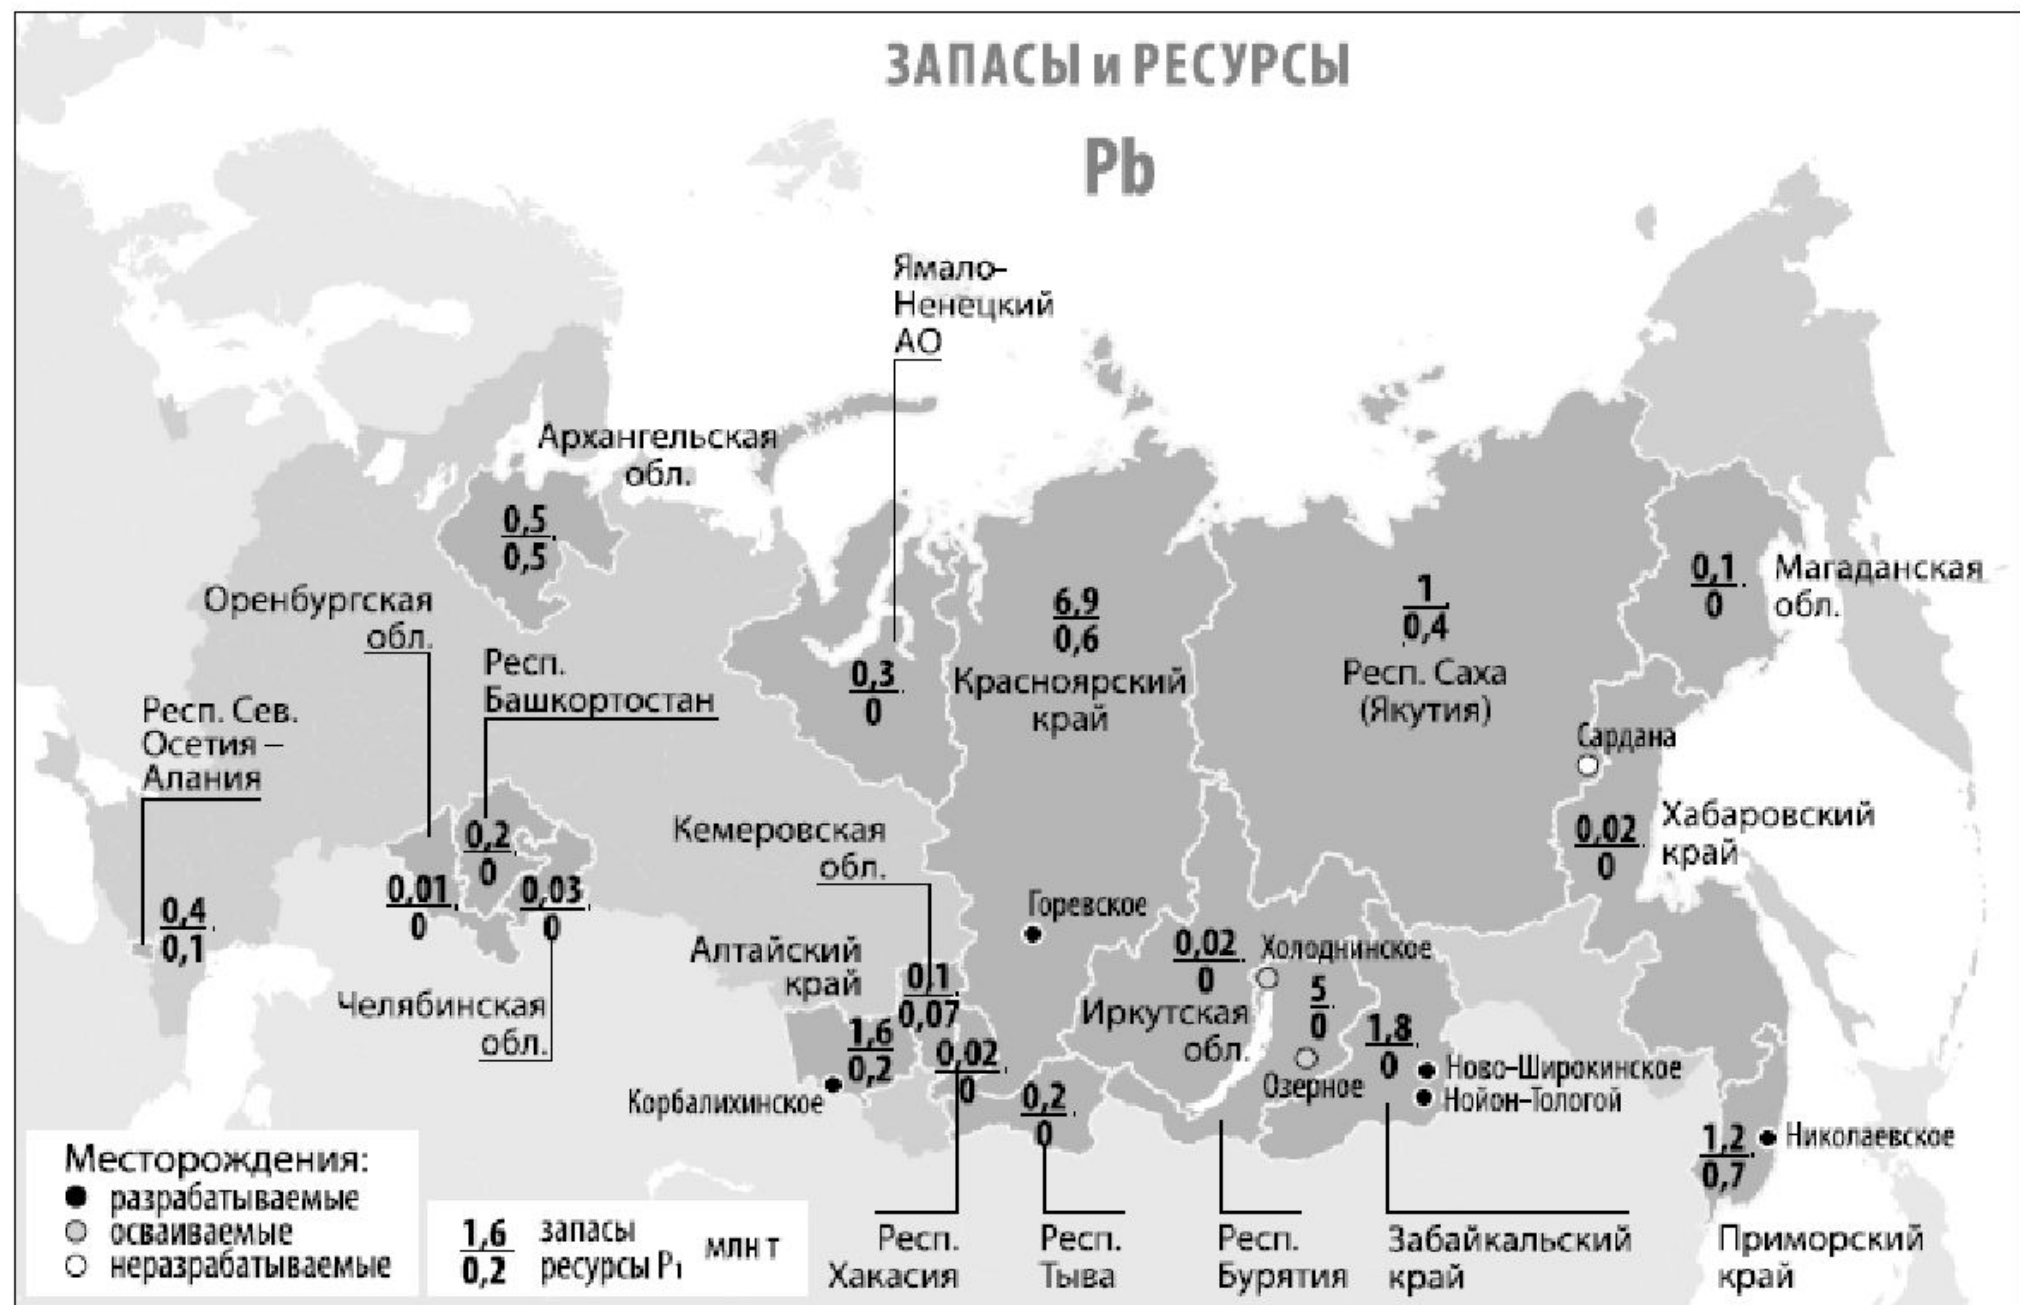 ЗАПАСЫ и РЕСУРСЫ
Pb
Ямало–
Ненецкий
АО
Архангельская
обл.
0,5
0,5
Оренбургская
обл.
Респ.
Башкортостан
Респ. Сев.
Осетия –
Алания
0,3
0
6,9
0,6
Красноярский
край
1
0,4
Респ. Саха
(Якутия)
0,1
0
Магаданская
обл.
Сардана
Хабаровский
край
0,02
0
Кемеровская
обл.
0,2
0
0,01
0
0,03
0
0,4
0,1
Челябинская
обл.
Алтайский
край
0,1
0,07
1,6
0,2
Корбалихинское
Горевское
0,02
0
0,2
0
0,02
0
Иркутская
обл.
Холоднинское
5
0
Озерное
1,8
0
Ново–Широкинское
Нойон–Тологой
1,2
0,7
Николаевское
Месторождения:
разрабатываемые
осваиваемые
неразрабатываемые
1,6 запасы
0,2 ресурсы P₁
млн т
Респ.
Хакасия
Респ.
Тыва
Респ.
Бурятия
Забайкальский
край
Приморский
край